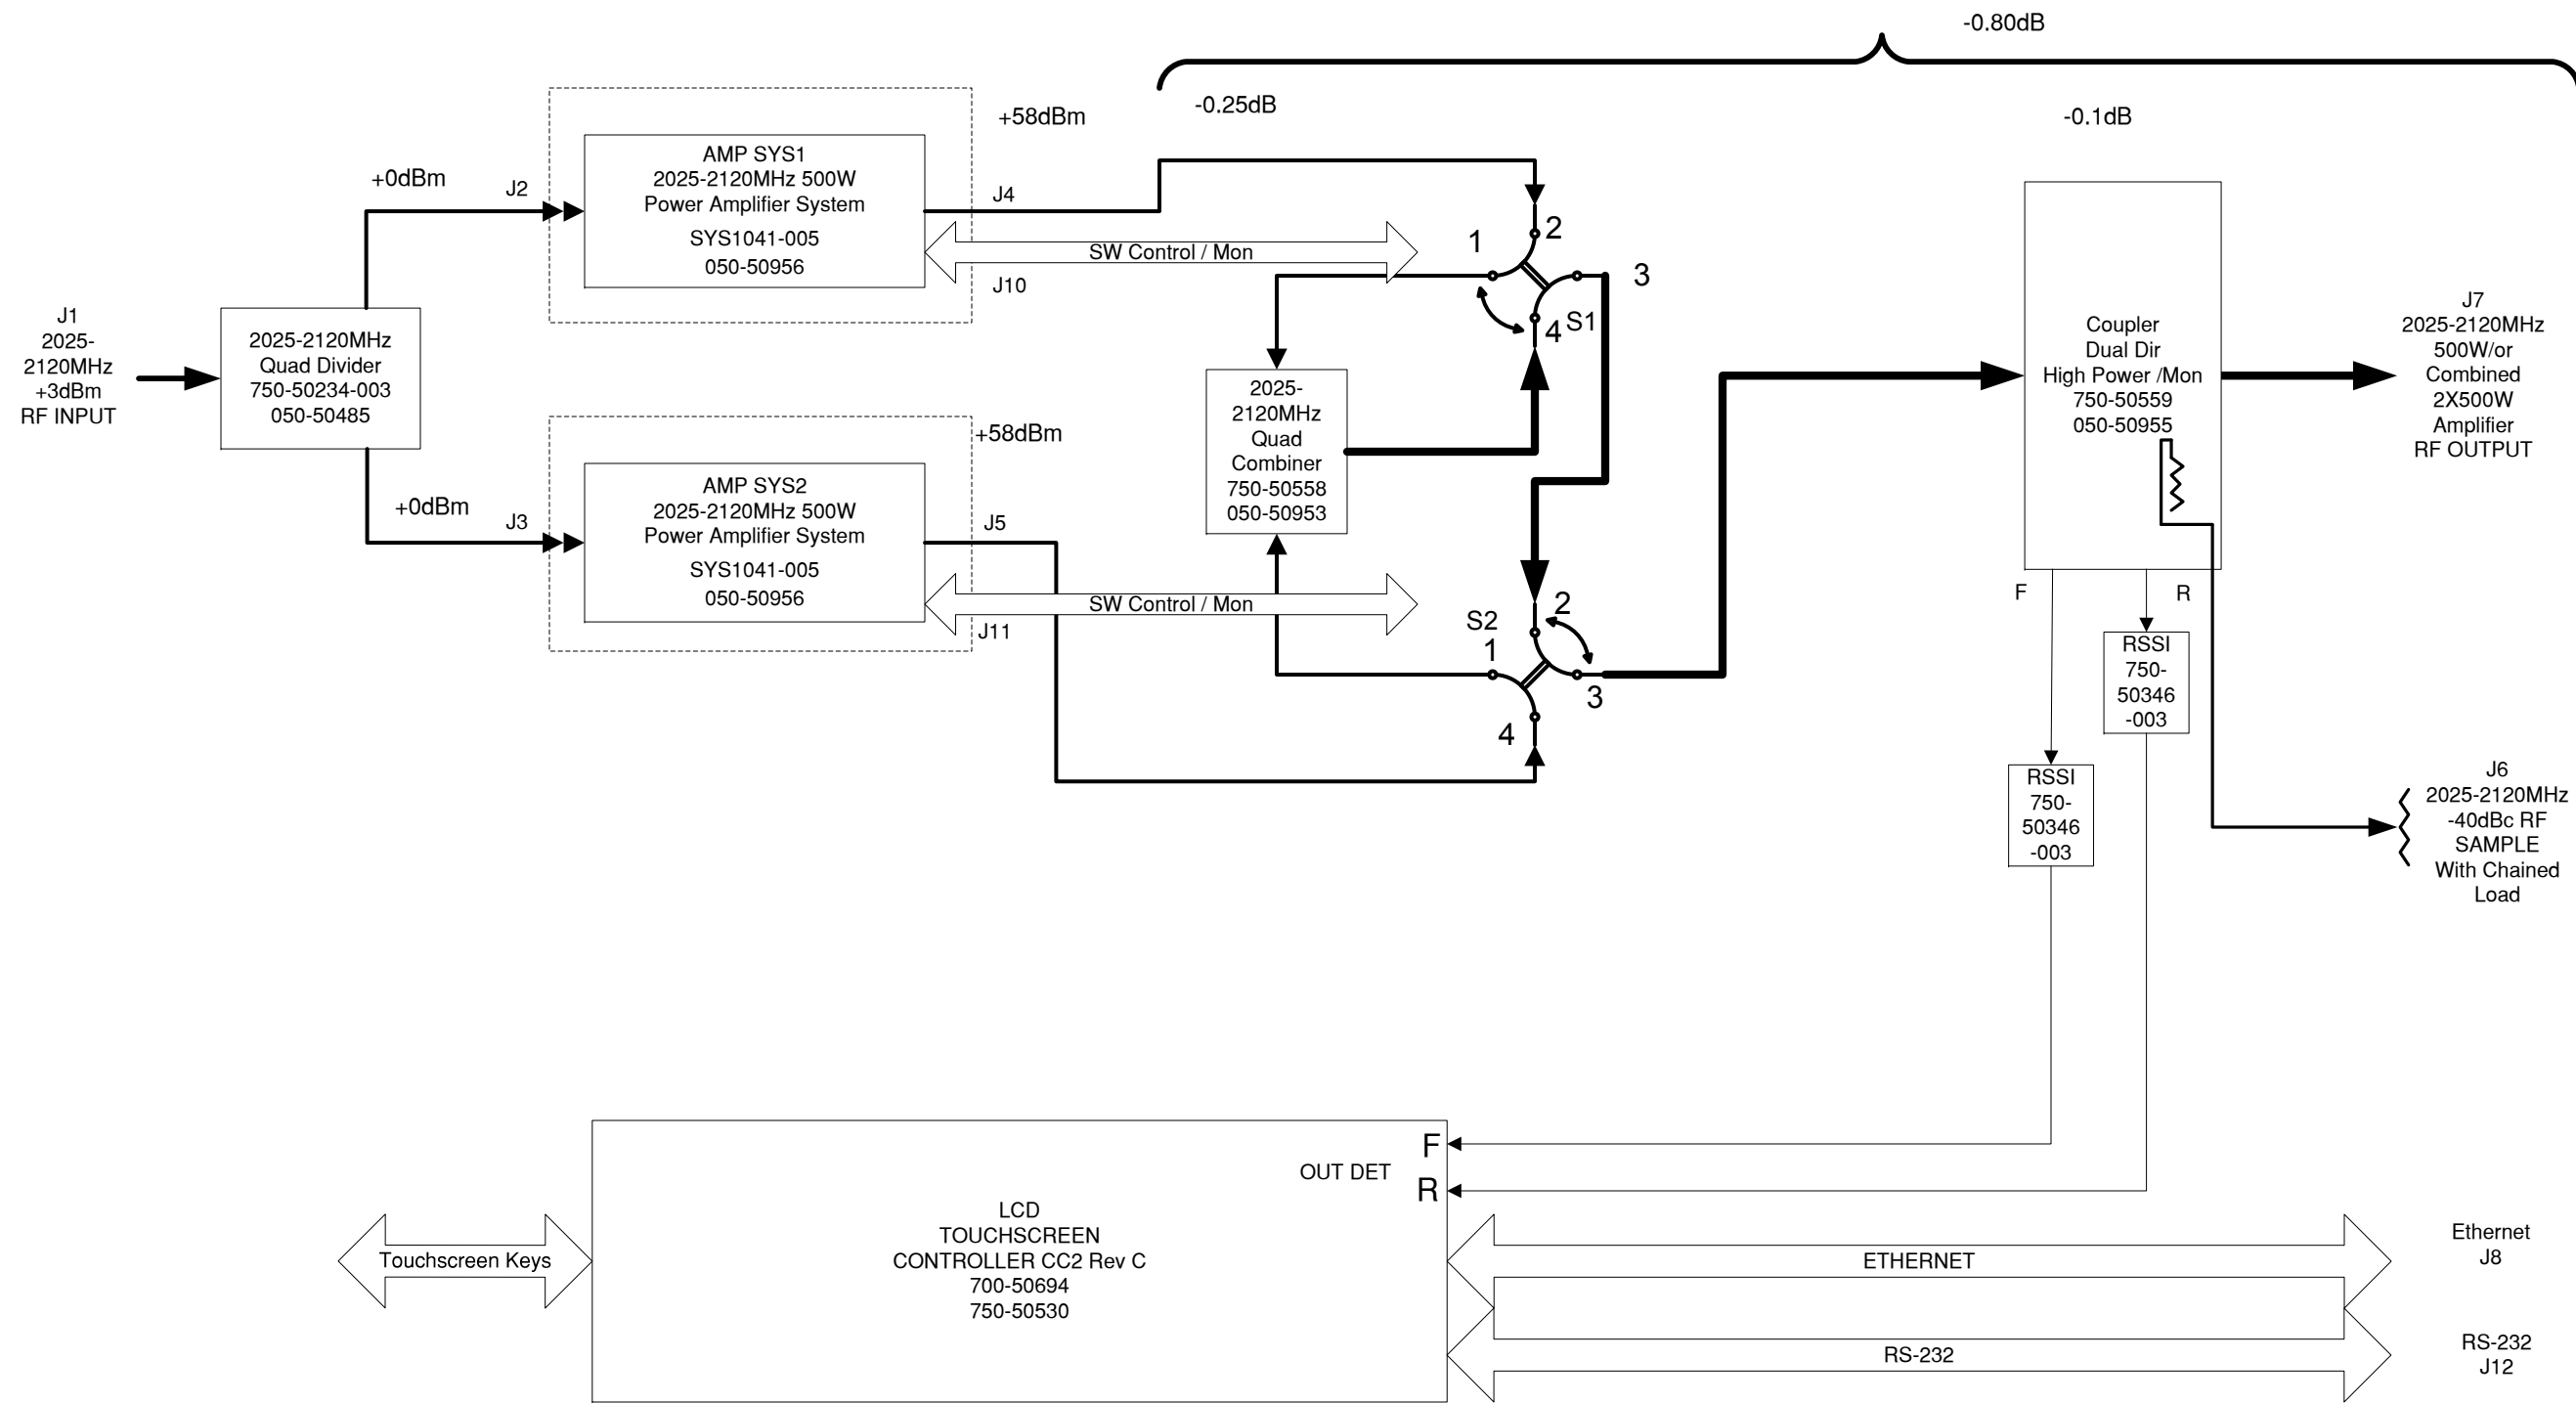 -0.80dB
-0.25dB
+58dBm
-0.1dB
J1
2025-
2120MHz
+3dBm
RF INPUT
2025-2120MHz
Quad Divider
750-50234-003
050-50485
+0dBm
J2
AMP SYS1
2025-2120MHz 500W
Power Amplifier System
SYS1041-005
050-50956
J4
SW Control / Mon
J10
+0dBm
J3
AMP SYS2
2025-2120MHz 500W
Power Amplifier System
SYS1041-005
050-50956
+58dBm
J5
SW Control / Mon
J11
1
2
3
4
S1
2025-
2120MHz
Quad
Combiner
750-50558
050-50953
S2
1
2
3
4
Coupler
Dual Dir
High Power /Mon
750-50559
050-50955
F
R
RSSI
750-
50346
-003
RSSI
750-
50346
-003
J7
2025-2120MHz
500W/or
Combined
2X500W
Amplifier
RF OUTPUT
J6
2025-2120MHz
-40dBc RF
SAMPLE
With Chained
Load
Touchscreen Keys
LCD
TOUCHSCREEN
CONTROLLER CC2 Rev C
700-50694
750-50530
OUT DET
F
R
ETHERNET
Ethernet
J8
RS-232
RS-232
J12